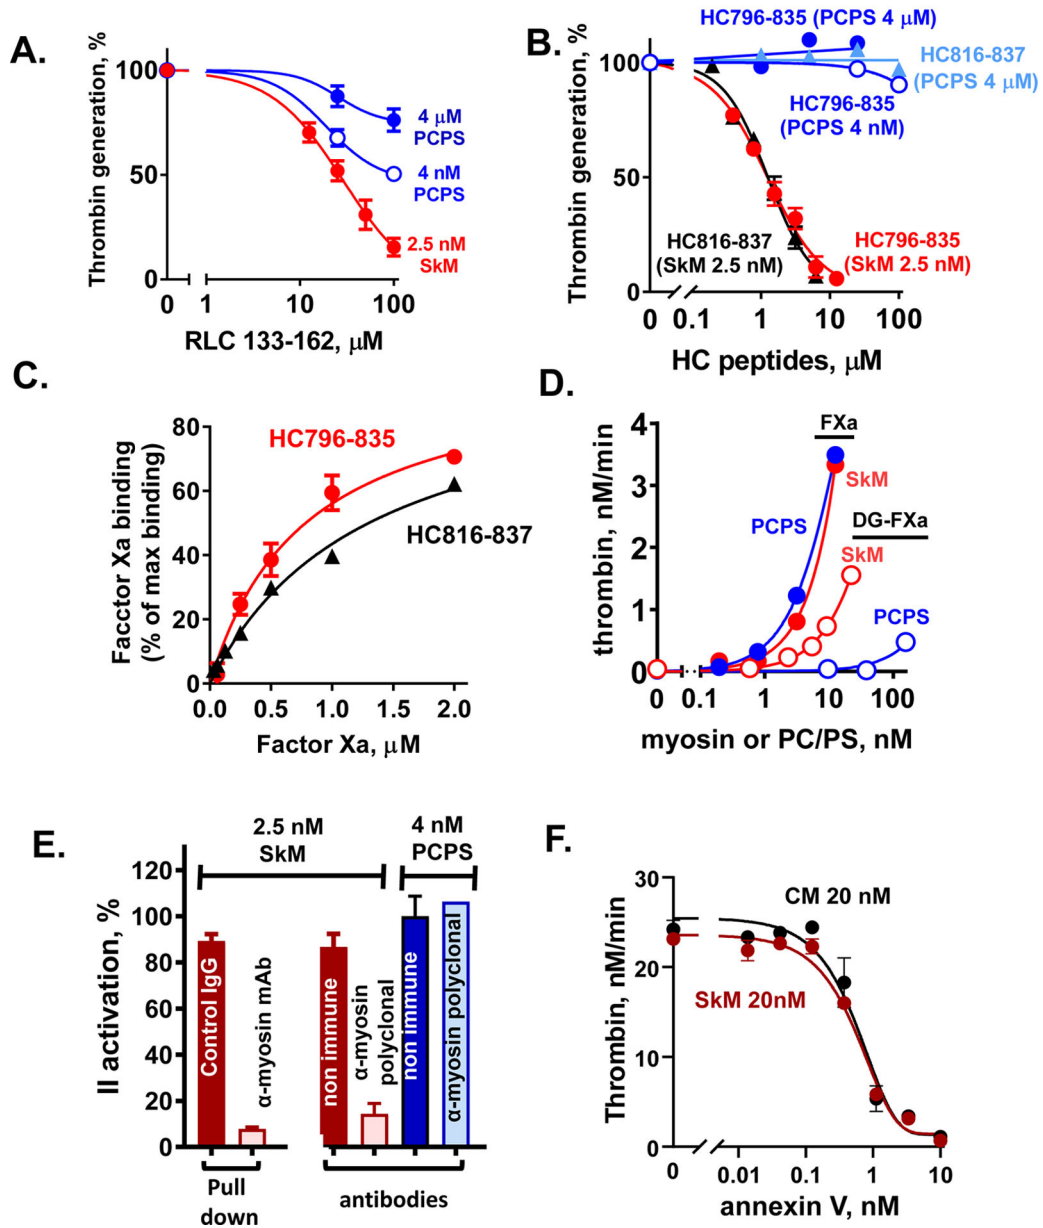 A.
Thrombin generation, %
100
50
0
4 μM
PCPS
4 nM
PCPS
2.5 nM
SkM
0
1
10
100
RLC 133-162, μM
B.
Thrombin generation, %
100
50
0
HC796-835 (PCPS 4 μM)
HC816-837
(PCPS 4 μM)
HC796-835
(PCPS 4 nM)
HC816-837
(SkM 2.5 nM)
HC796-835
(SkM 2.5 nM)
0
0.1
1
10
100
HC peptides, μM
C.
Facctor Xa binding
(% of max binding)
80
60
40
20
0
HC796-835
HC816-837
0.0
0.5
1.0
1.5
2.0
Factor Xa, μM
D.
thrombin, nM/min
4
3
2
1
0
FXa
SkM
PCPS
DG-FXa
SkM
PCPS
0
0.1
1
10
100
myosin or PC/PS, nM
E.
2.5 nM
SkM
4 nM
PCPS
II activation, %
120
100
80
60
40
20
0
Control IgG
α-myosin mAb
non immune
α-myosin
polyclonal
non immune
α-myosin polyclonal
Pull
down
antibodies
F.
Thrombin, nM/min
30
20
10
0
CM 20 nM
SkM 20nM
0
0.01
0.1
1
10
annexin V, nM